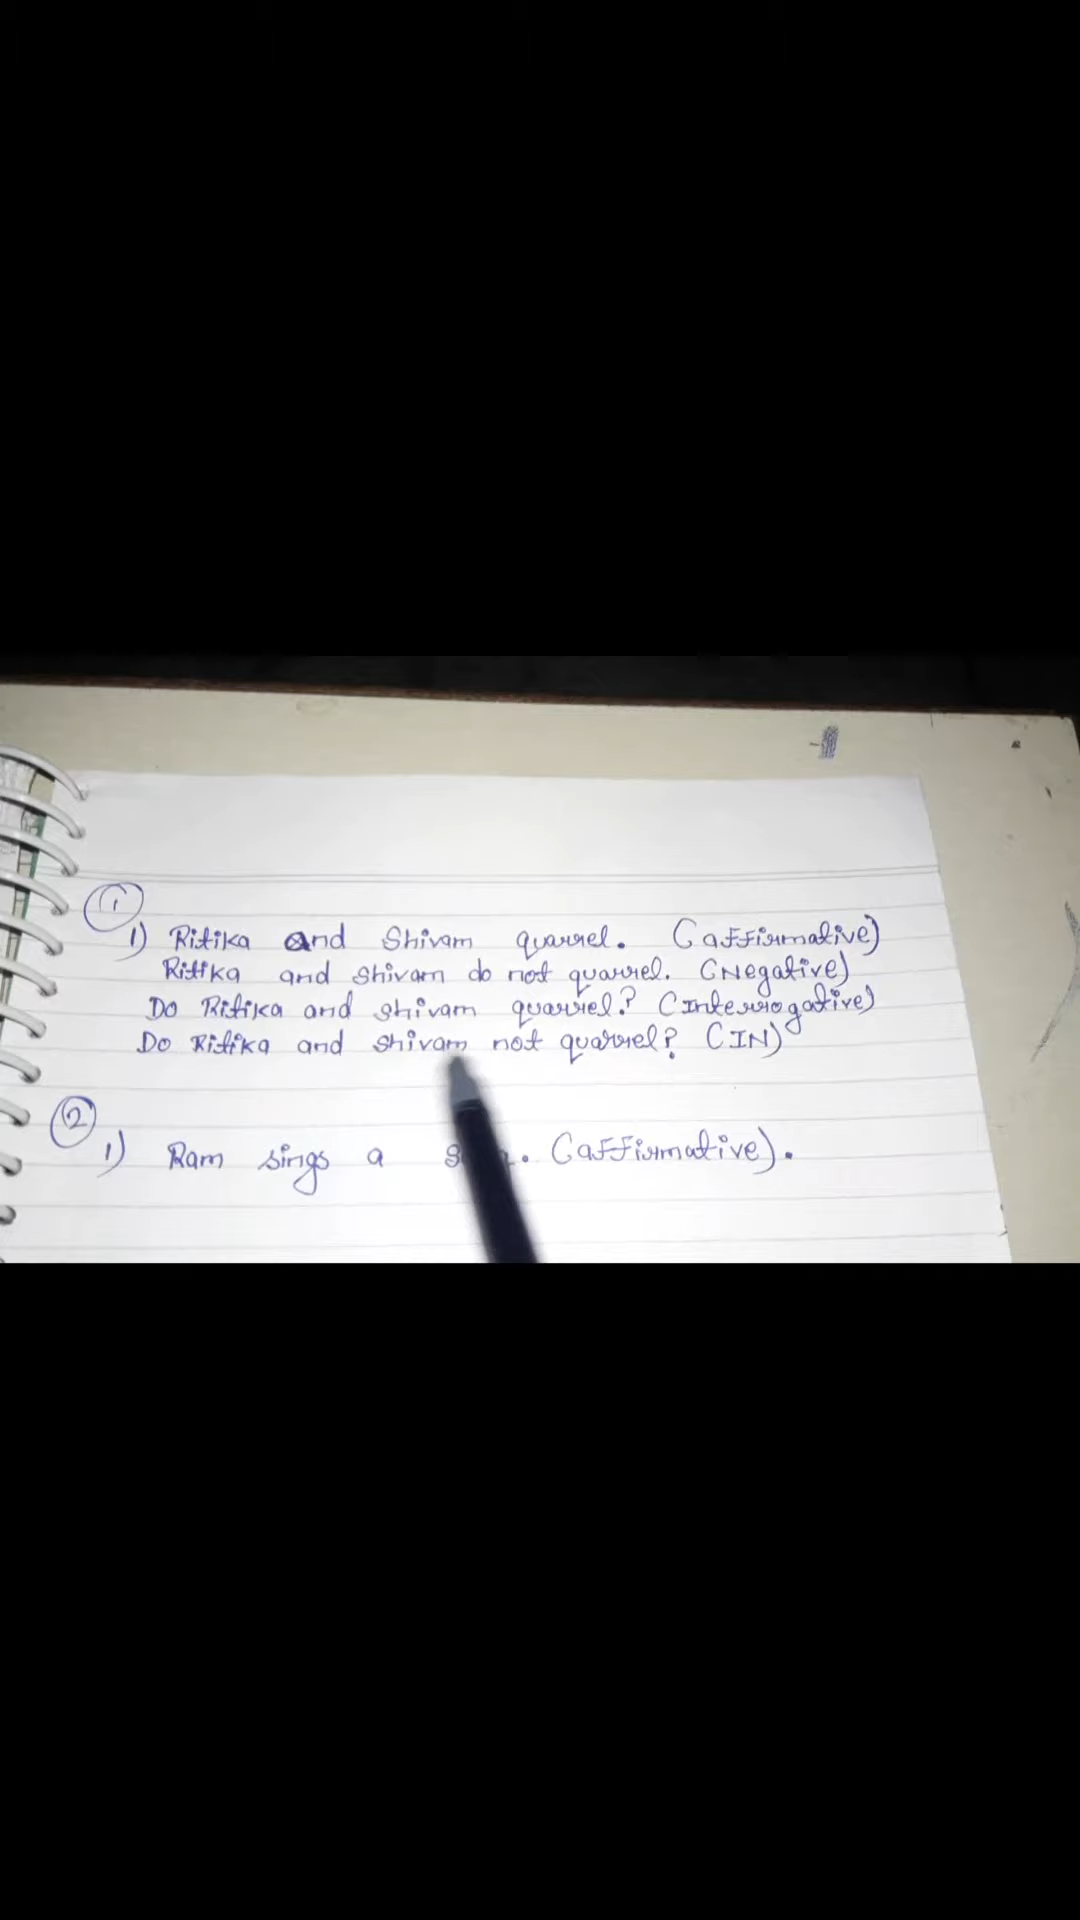 1
1) Ritika and Shivam quarrel. (affirmative)
Ritika and Shivam do not quarrel. (Negative)
Do Ritika and Shivam quarrel? (Interrogative)
Do Ritika and Shivam not quarrel? (IN)
2
1) Ram sings a . (affirmative).